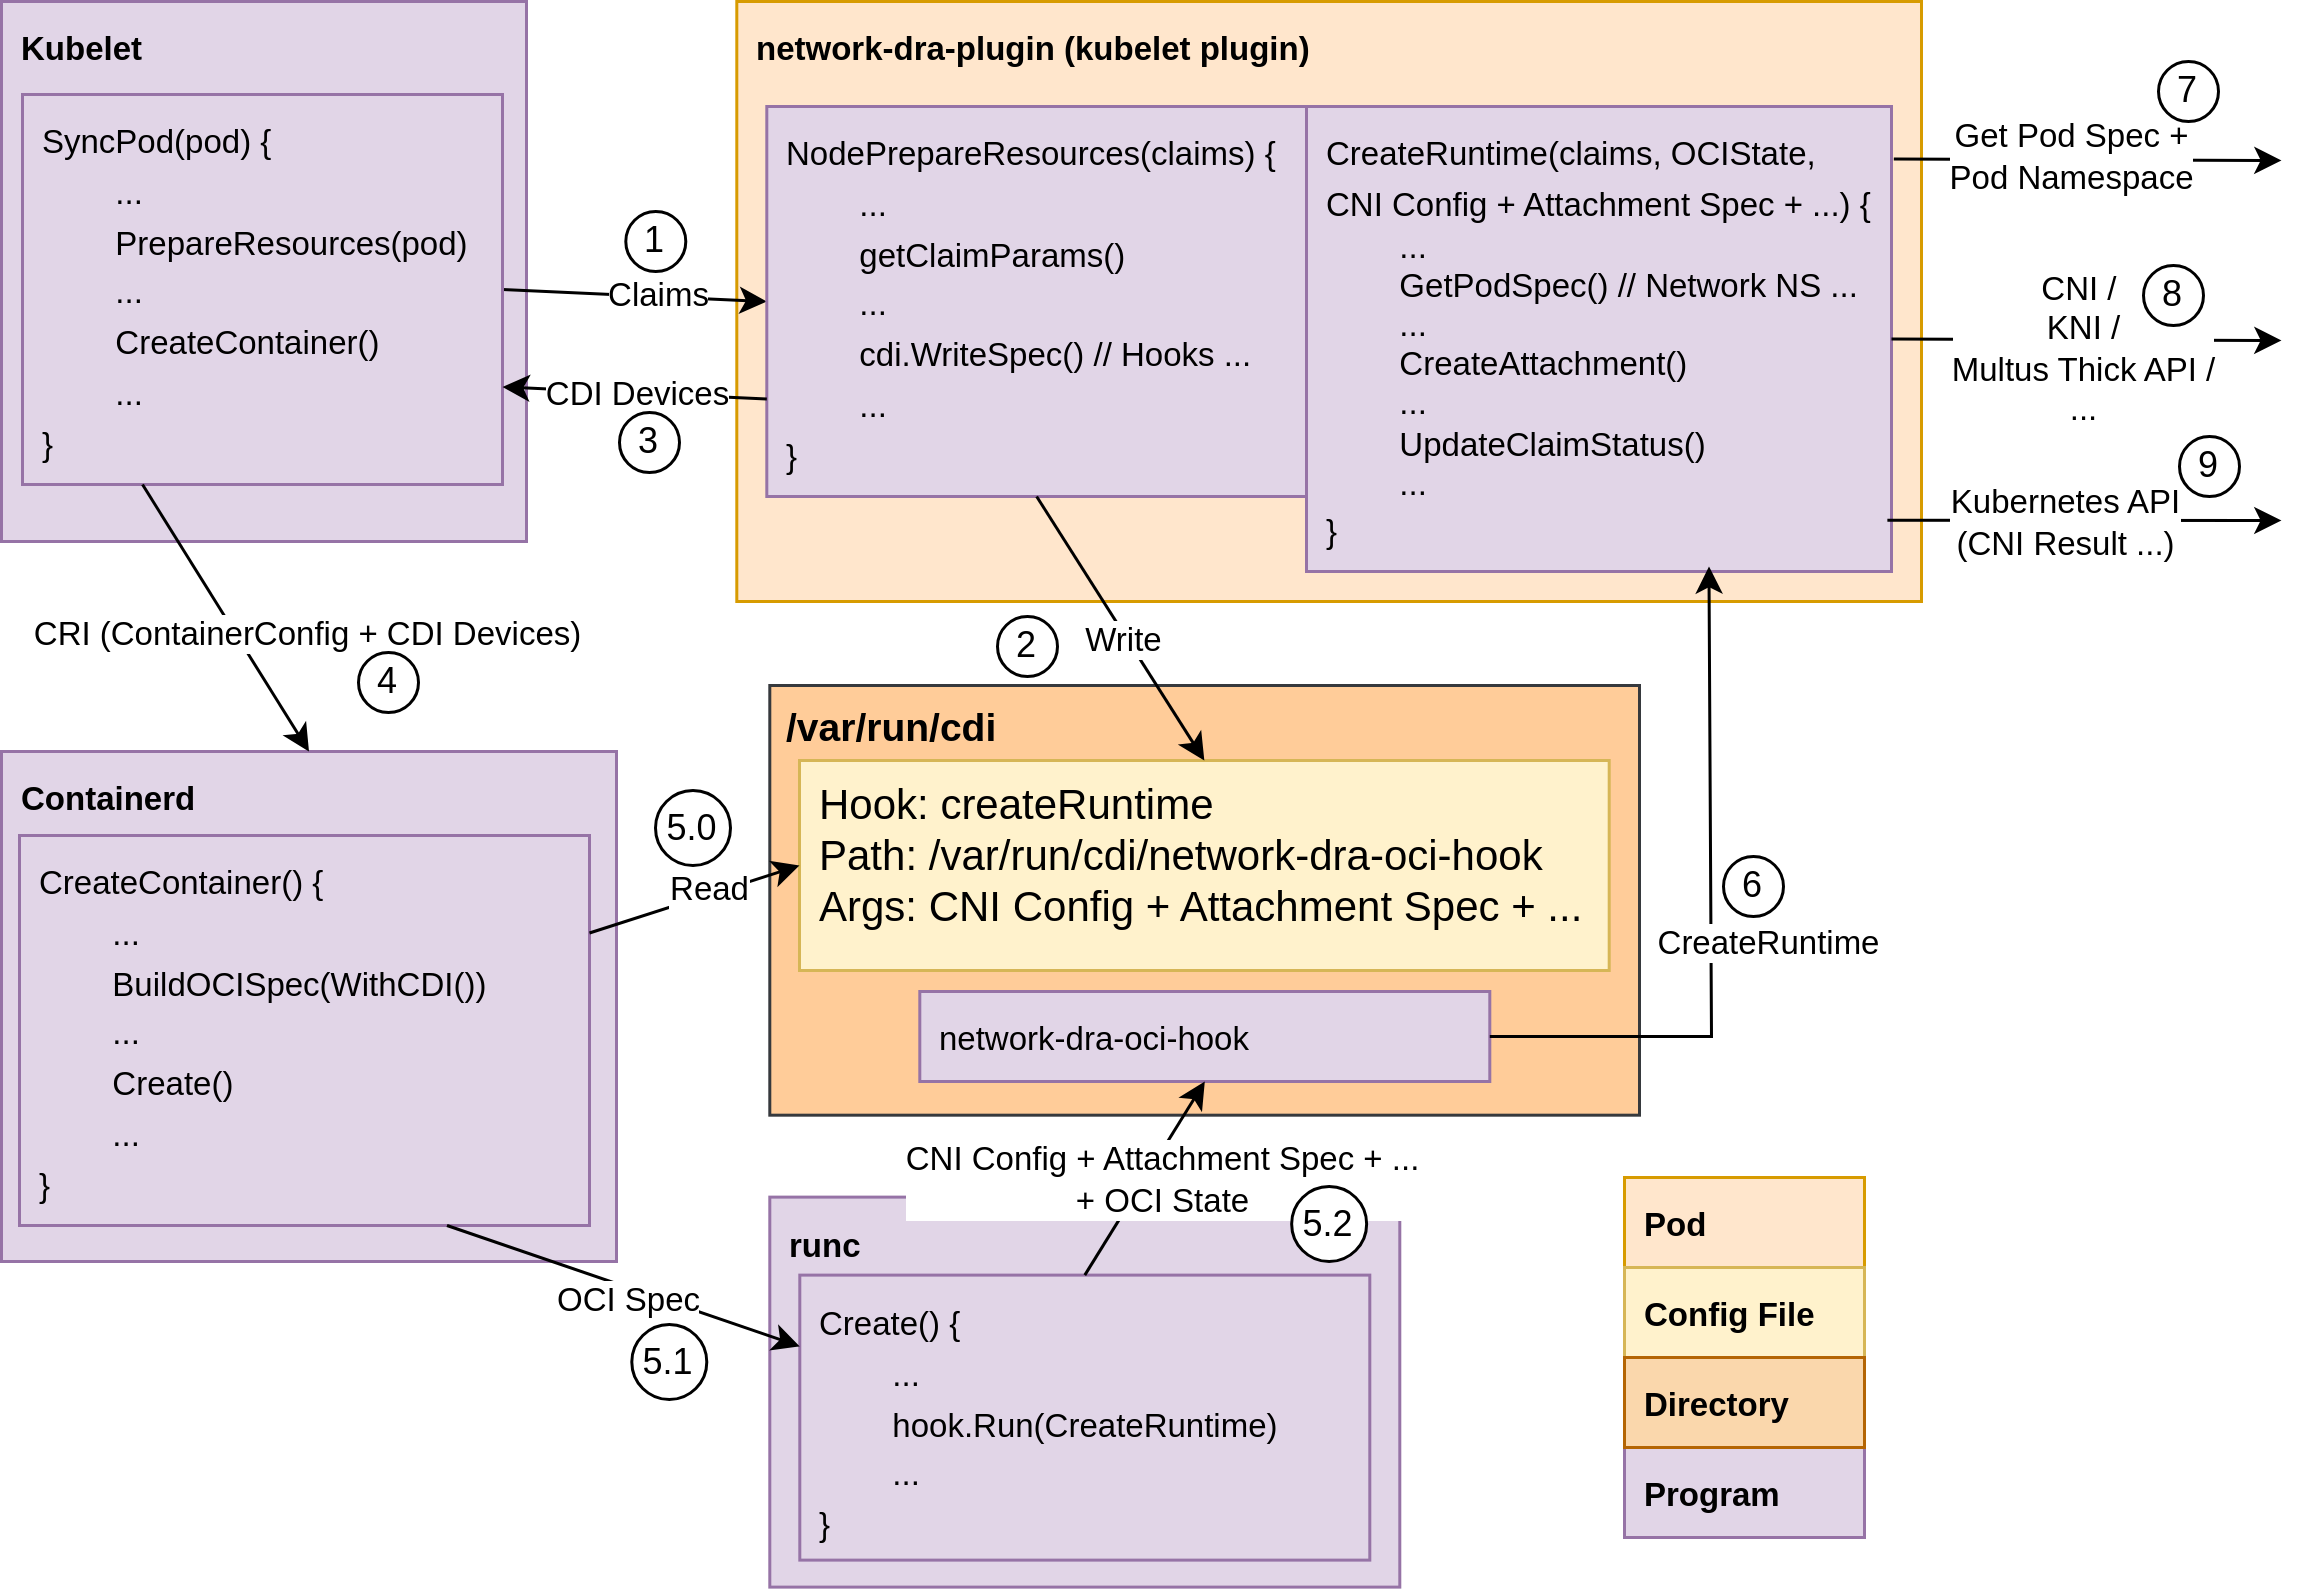 Kubelet
SyncPod(pod) {
...
PrepareResources(pod)
...
CreateContainer()
...
}
1
Claims
CDI Devices
3
network-dra-plugin (kubelet plugin)
NodePrepareResources(claims) {
...
getClaimParams()
...
cdi.WriteSpec() // Hooks ...
...
}
CreateRuntime(claims, OCIState,
CNI Config + Attachment Spec + ...) {
...
GetPodSpec() // Network NS ...
...
CreateAttachment()
...
UpdateClaimStatus()
...
}
7
Get Pod Spec +
Pod Namespace
8
CNI /
KNI /
Multus Thick API /
...
9
Kubernetes API
(CNI Result ...)
CRI (ContainerConfig + CDI Devices)
4
2
Write
/var/run/cdi
Hook: createRuntime
Path: /var/run/cdi/network-dra-oci-hook
Args: CNI Config + Attachment Spec + ...
network-dra-oci-hook
6
CreateRuntime
Containerd
CreateContainer() {
...
BuildOCISpec(WithCDI())
...
Create()
...
}
5.0
Read
CNI Config + Attachment Spec + ...
+ OCI State
5.2
OCI Spec
5.1
runc
Create() {
...
hook.Run(CreateRuntime)
...
}
Pod
Config File
Directory
Program